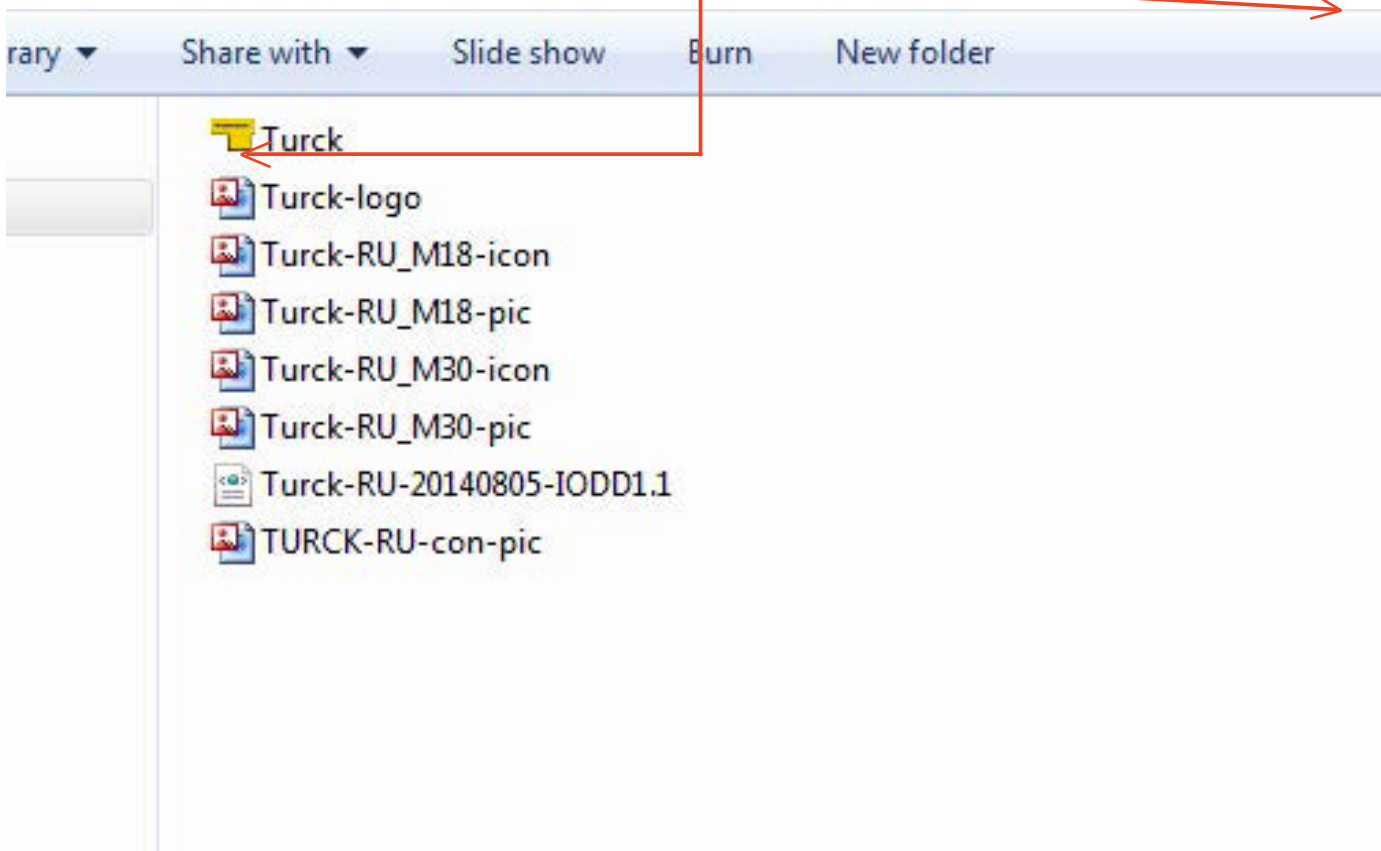 rary Share with Slide show Burn New folder
Turck
Turck-logo
Turck-RU_M18-icon
Turck-RU_M18-pic
Turck-RU_M30-icon
Turck-RU_M30-pic
Turck-RU-20140805-IODD1.1
TURCK-RU-con-pic